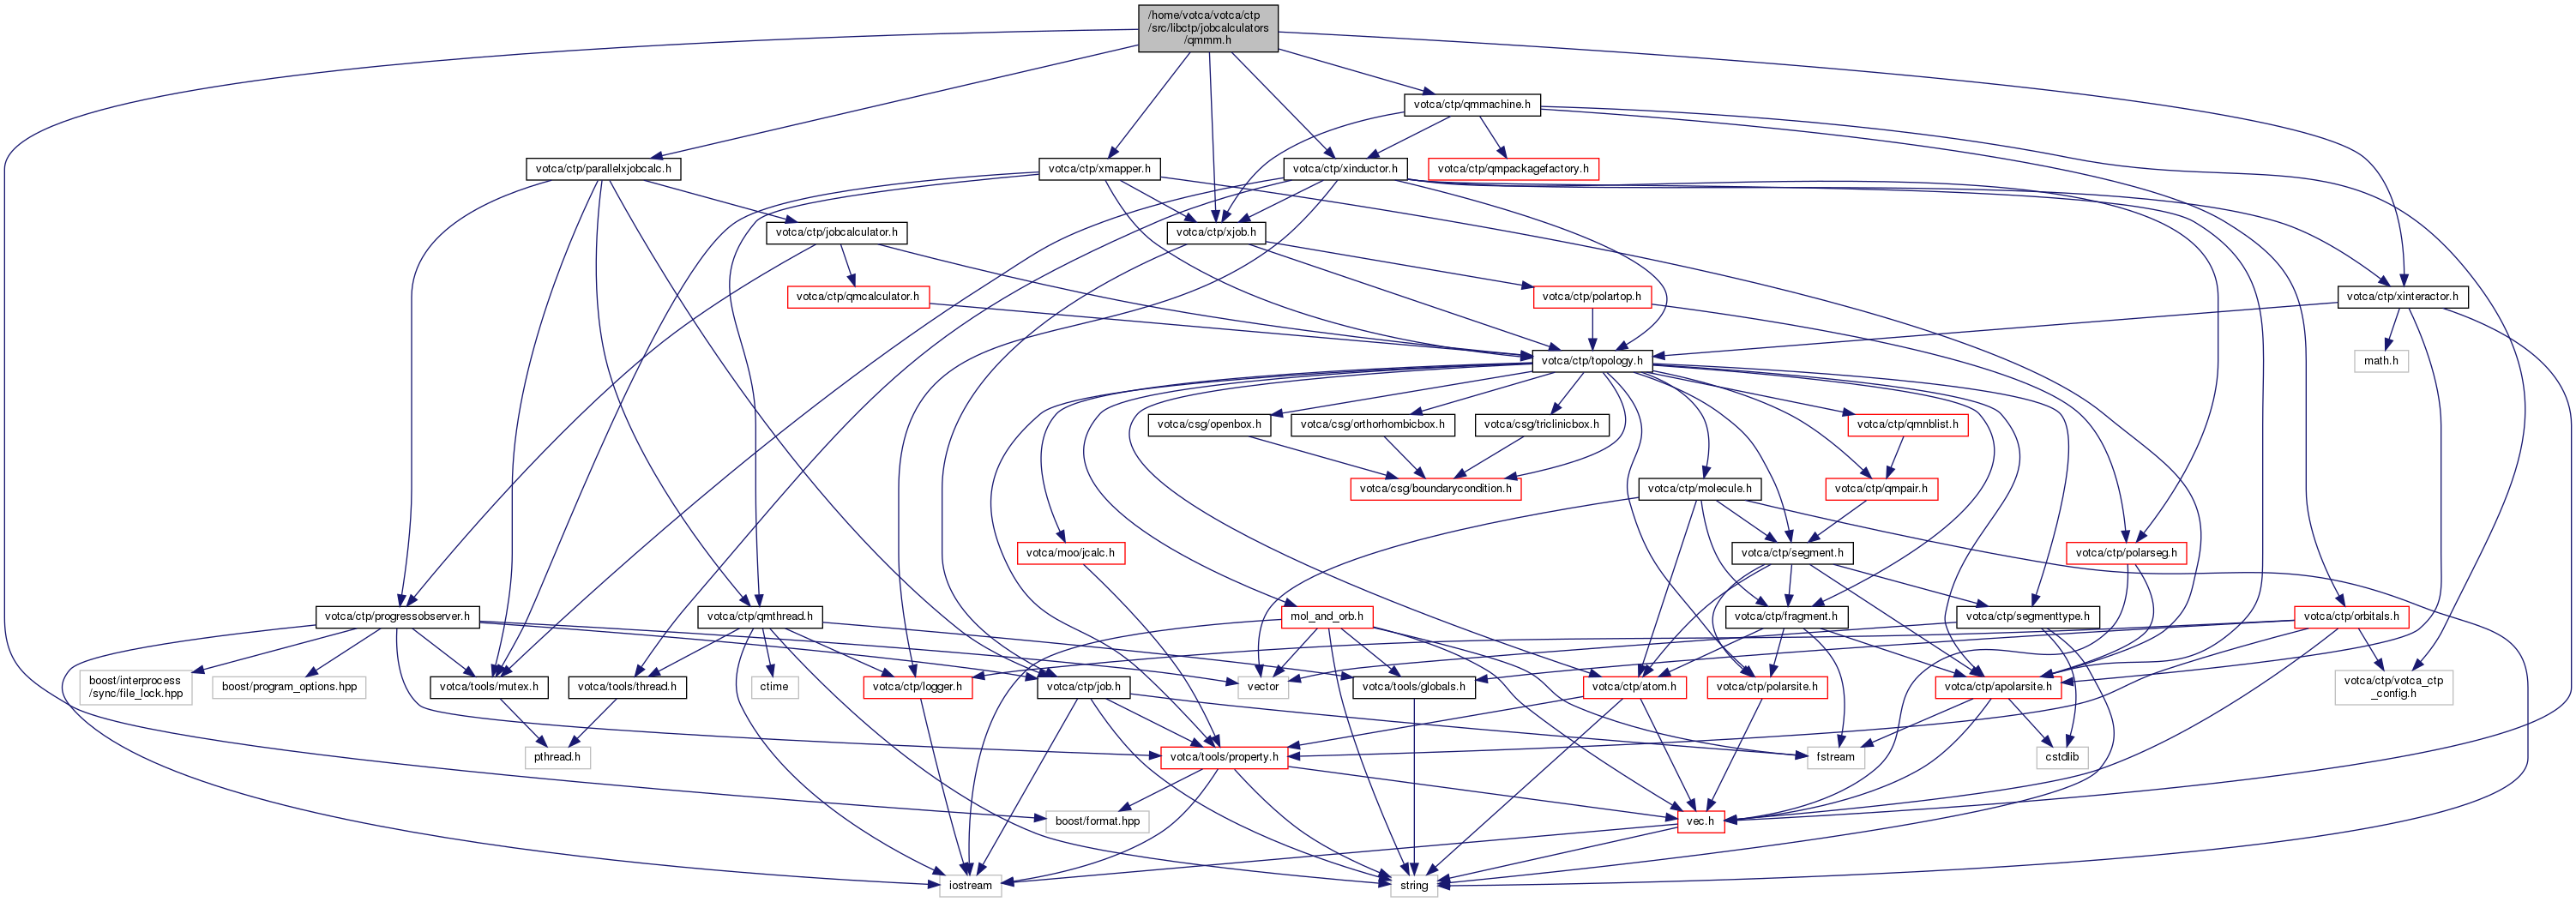 /home/votca/votca/ctp
/src/libctp/jobcalculators
/qmmm.h
votca/ctp/qmmachine.h
votca/ctp/parallelxjobcalc.h
votca/ctp/xmapper.h
votca/ctp/xinductor.h
votca/ctp/qmpackagefactory.h
votca/ctp/jobcalculator.h
votca/ctp/xjob.h
votca/ctp/qmcalculator.h
votca/ctp/polartop.h
votca/ctp/xinteractor.h
votca/ctp/topology.h
math.h
votca/csg/openbox.h
votca/csg/orthorhombicbox.h
votca/csg/triclinicbox.h
votca/ctp/qmnblist.h
votca/csg/boundarycondition.h
votca/ctp/molecule.h
votca/ctp/qmpair.h
votca/moo/jcalc.h
votca/ctp/segment.h
votca/ctp/polarseg.h
votca/ctp/progressobserver.h
votca/ctp/qmthread.h
mol_and_orb.h
votca/ctp/fragment.h
votca/ctp/segmenttype.h
votca/ctp/orbitals.h
boost/interprocess
/sync/file_lock.hpp
boost/program_options.hpp
votca/tools/mutex.h
votca/tools/thread.h
ctime
votca/ctp/logger.h
votca/ctp/job.h
vector
votca/tools/globals.h
votca/ctp/atom.h
votca/ctp/polarsite.h
votca/ctp/apolarsite.h
votca/ctp/votca_ctp
_config.h
pthread.h
votca/tools/property.h
fstream
cstdlib
boost/format.hpp
vec.h
iostream
string